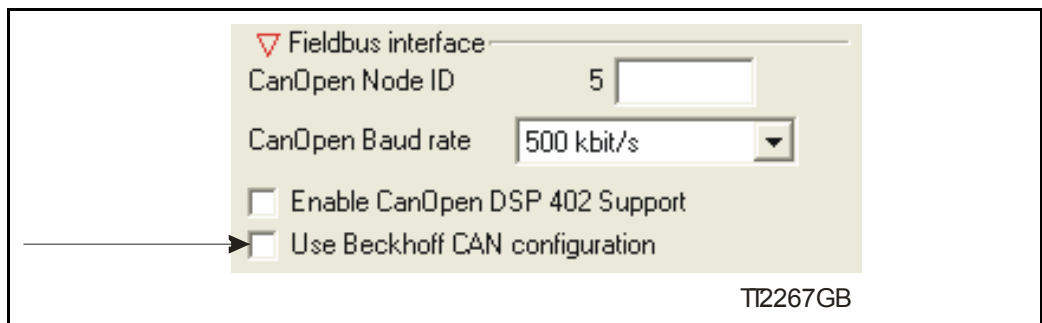 Fieldbus interface
CanOpen Node ID 5
CanOpen Baud rate 500 kbit/s
Enable CanOpen DSP 402 Support
Use Beckhoff CAN configuration
TT2267GB